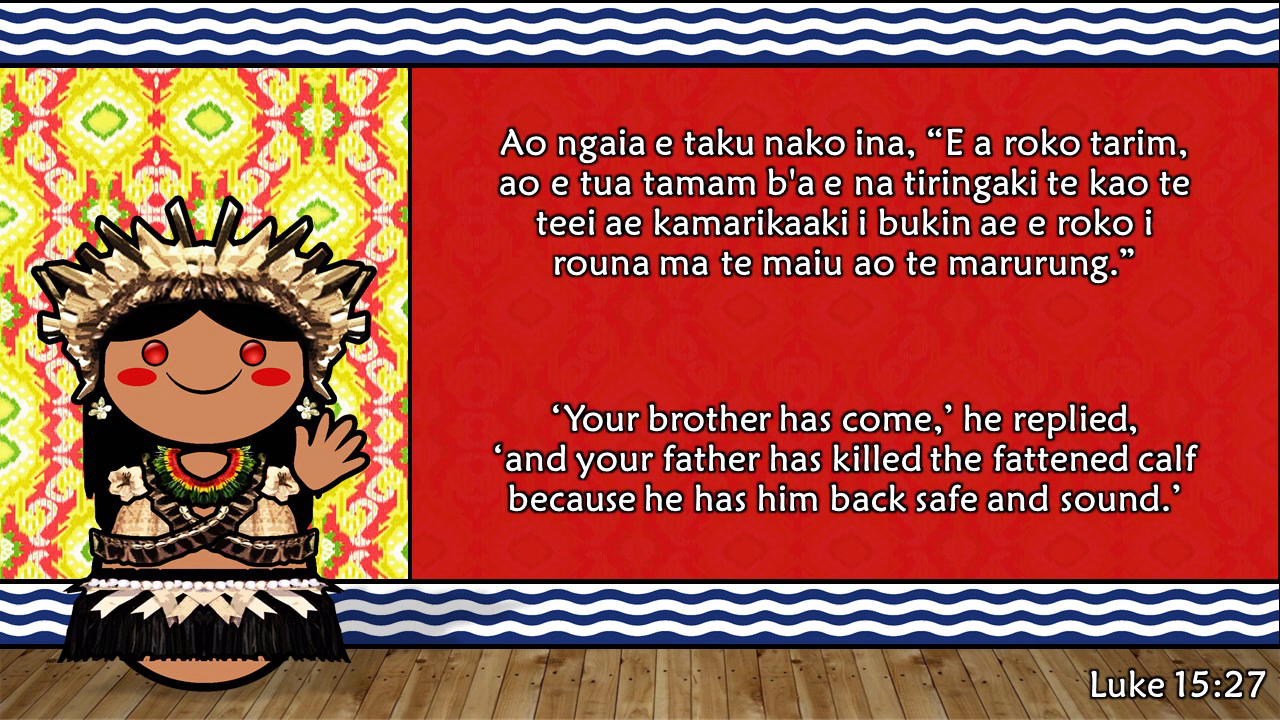 Ao ngaia e taku nako ina, “E a roko tarim,
ao e tua tamam b'a e na tiringaki te kao te
teei ae kamarikaaki i bukin ae e roko i
rouna ma te maiu ao te marurung.”
‘Your brother has come,’ he replied,
‘and your father has killed the fattened calf
because he has him back safe and sound.’
Luke 15:27